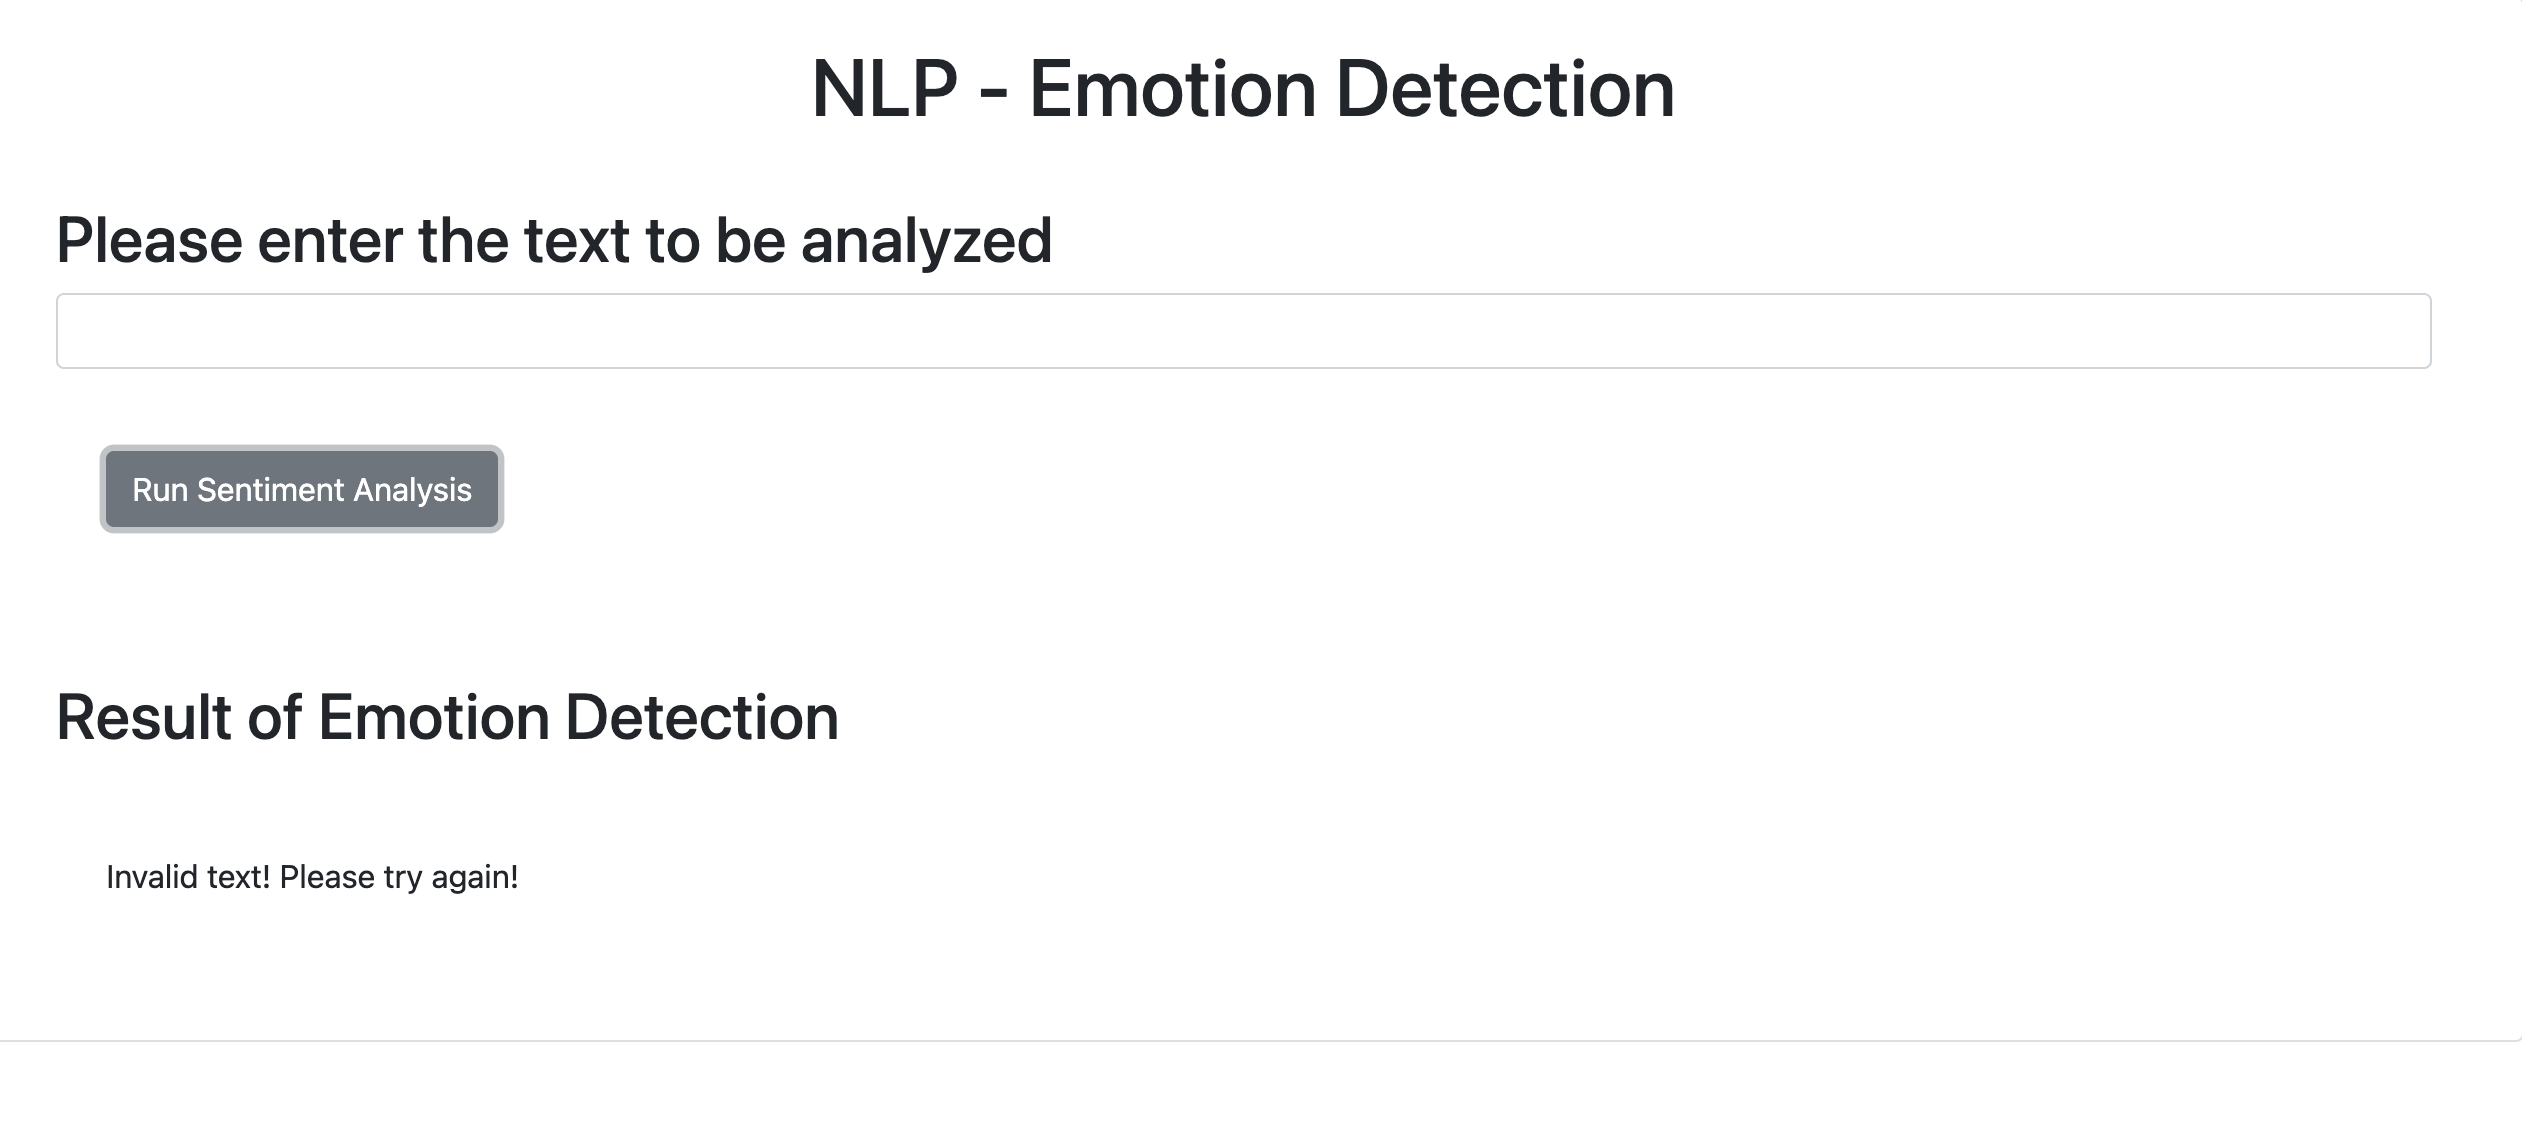 NLP - Emotion Detection
Please enter the text to be analyzed
Run Sentiment Analysis
Result of Emotion Detection
Invalid text! Please try again!